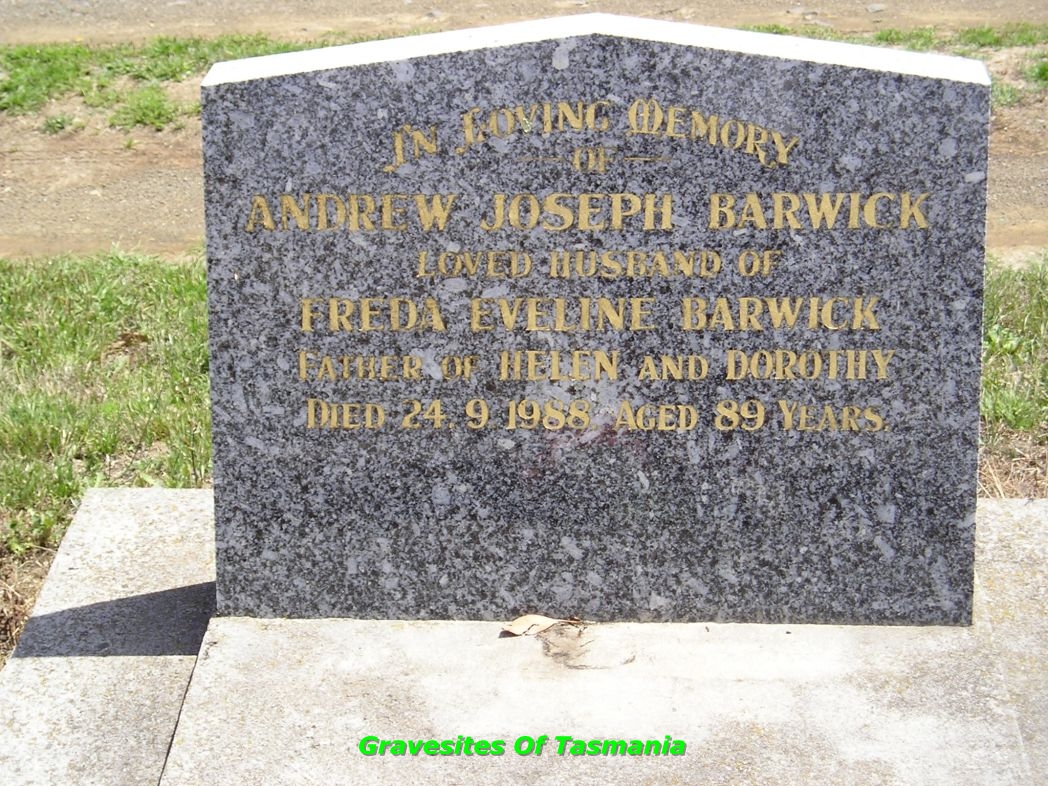 In Loving Memory
— OF —
ANDREW JOSEPH BARWICK
LOVED HUSBAND OF
FREDA EVELINE BARWICK
FATHER OF HELEN AND DOROTHY
DIED 24.9.1988 AGED 89 YEARS.
Gravesites Of Tasmania